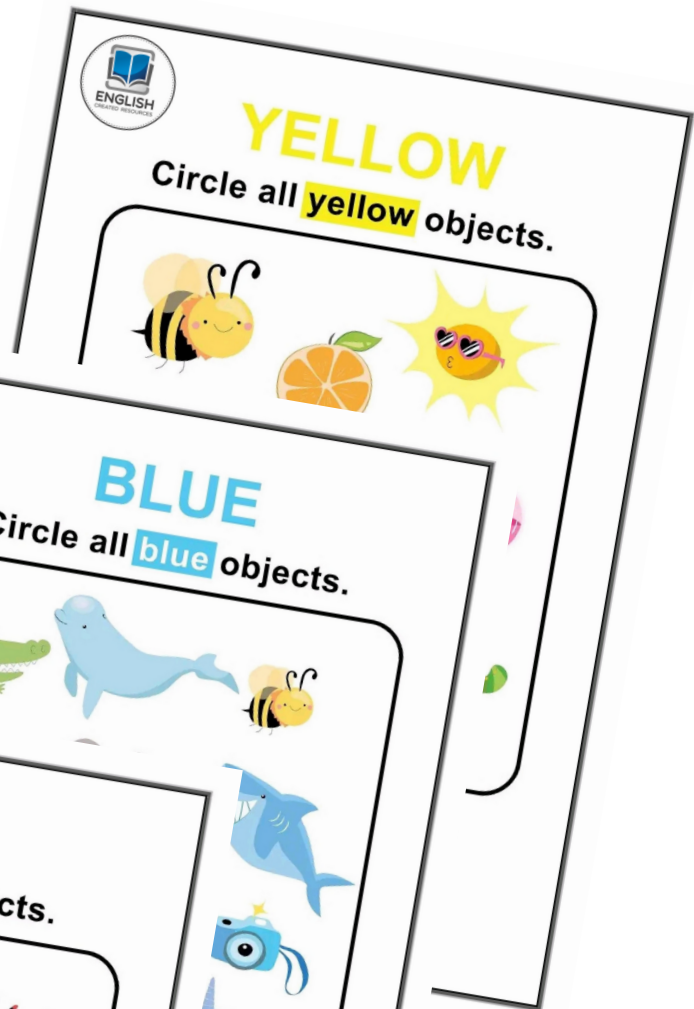 ENGLISH
CREATED RESOURCES
YELLOW
Circle all yellow objects.
BLUE
Circle all blue objects.
cts.